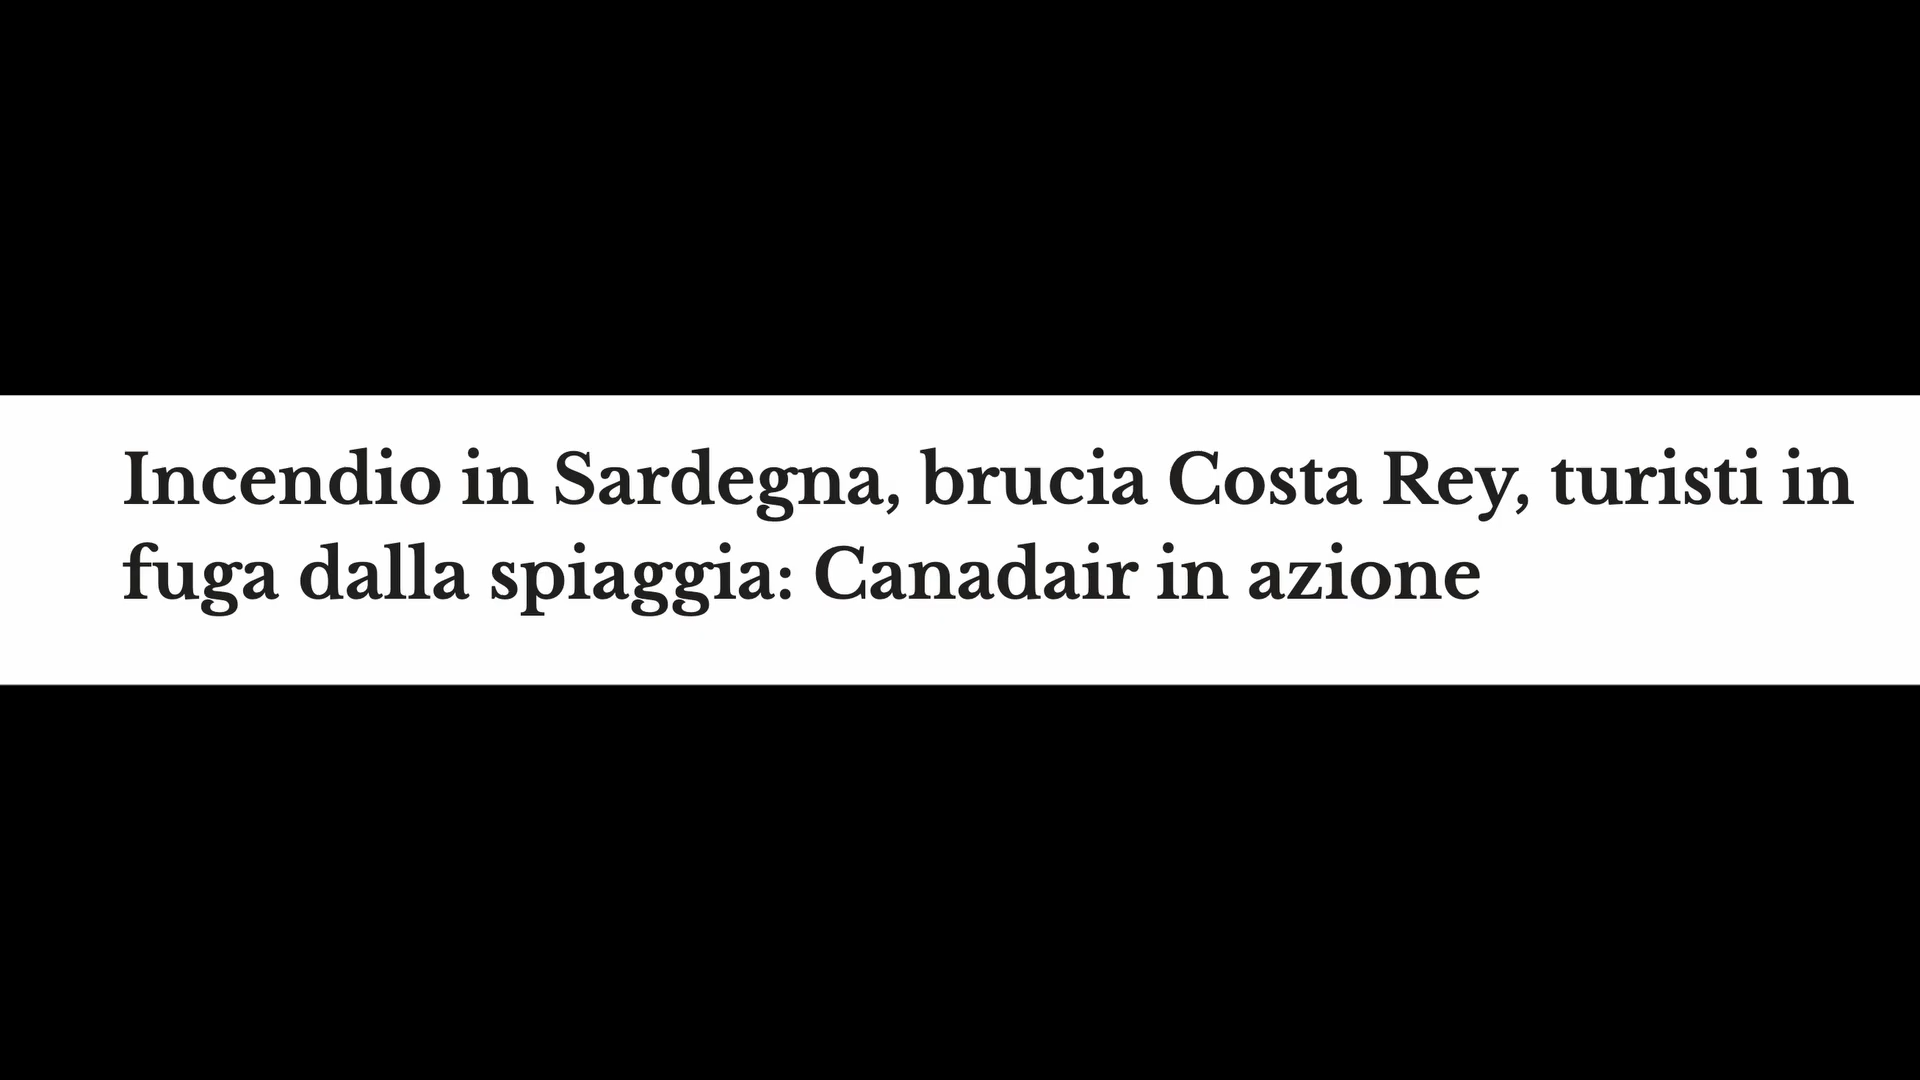 Incendio in Sardegna, brucia Costa Rey, turisti in
fuga dalla spiaggia: Canadair in azione